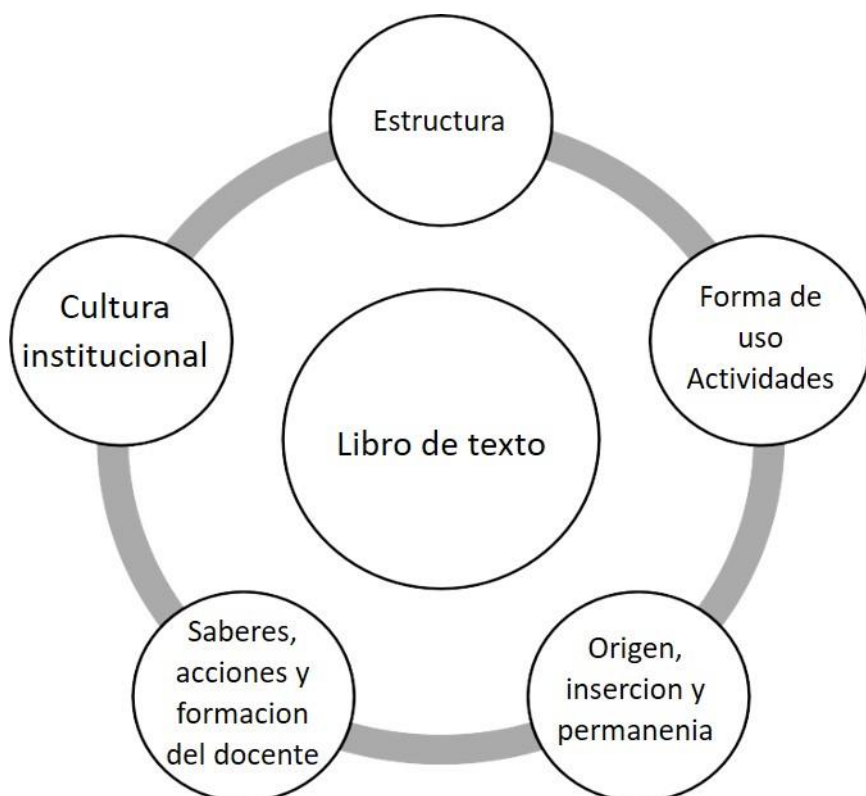 Estructura
Forma de
uso
Actividades
Cultura
institucional
Libro de texto
Saberes,
acciones y
formacion
del docente
Origen,
insercion y
permanenia